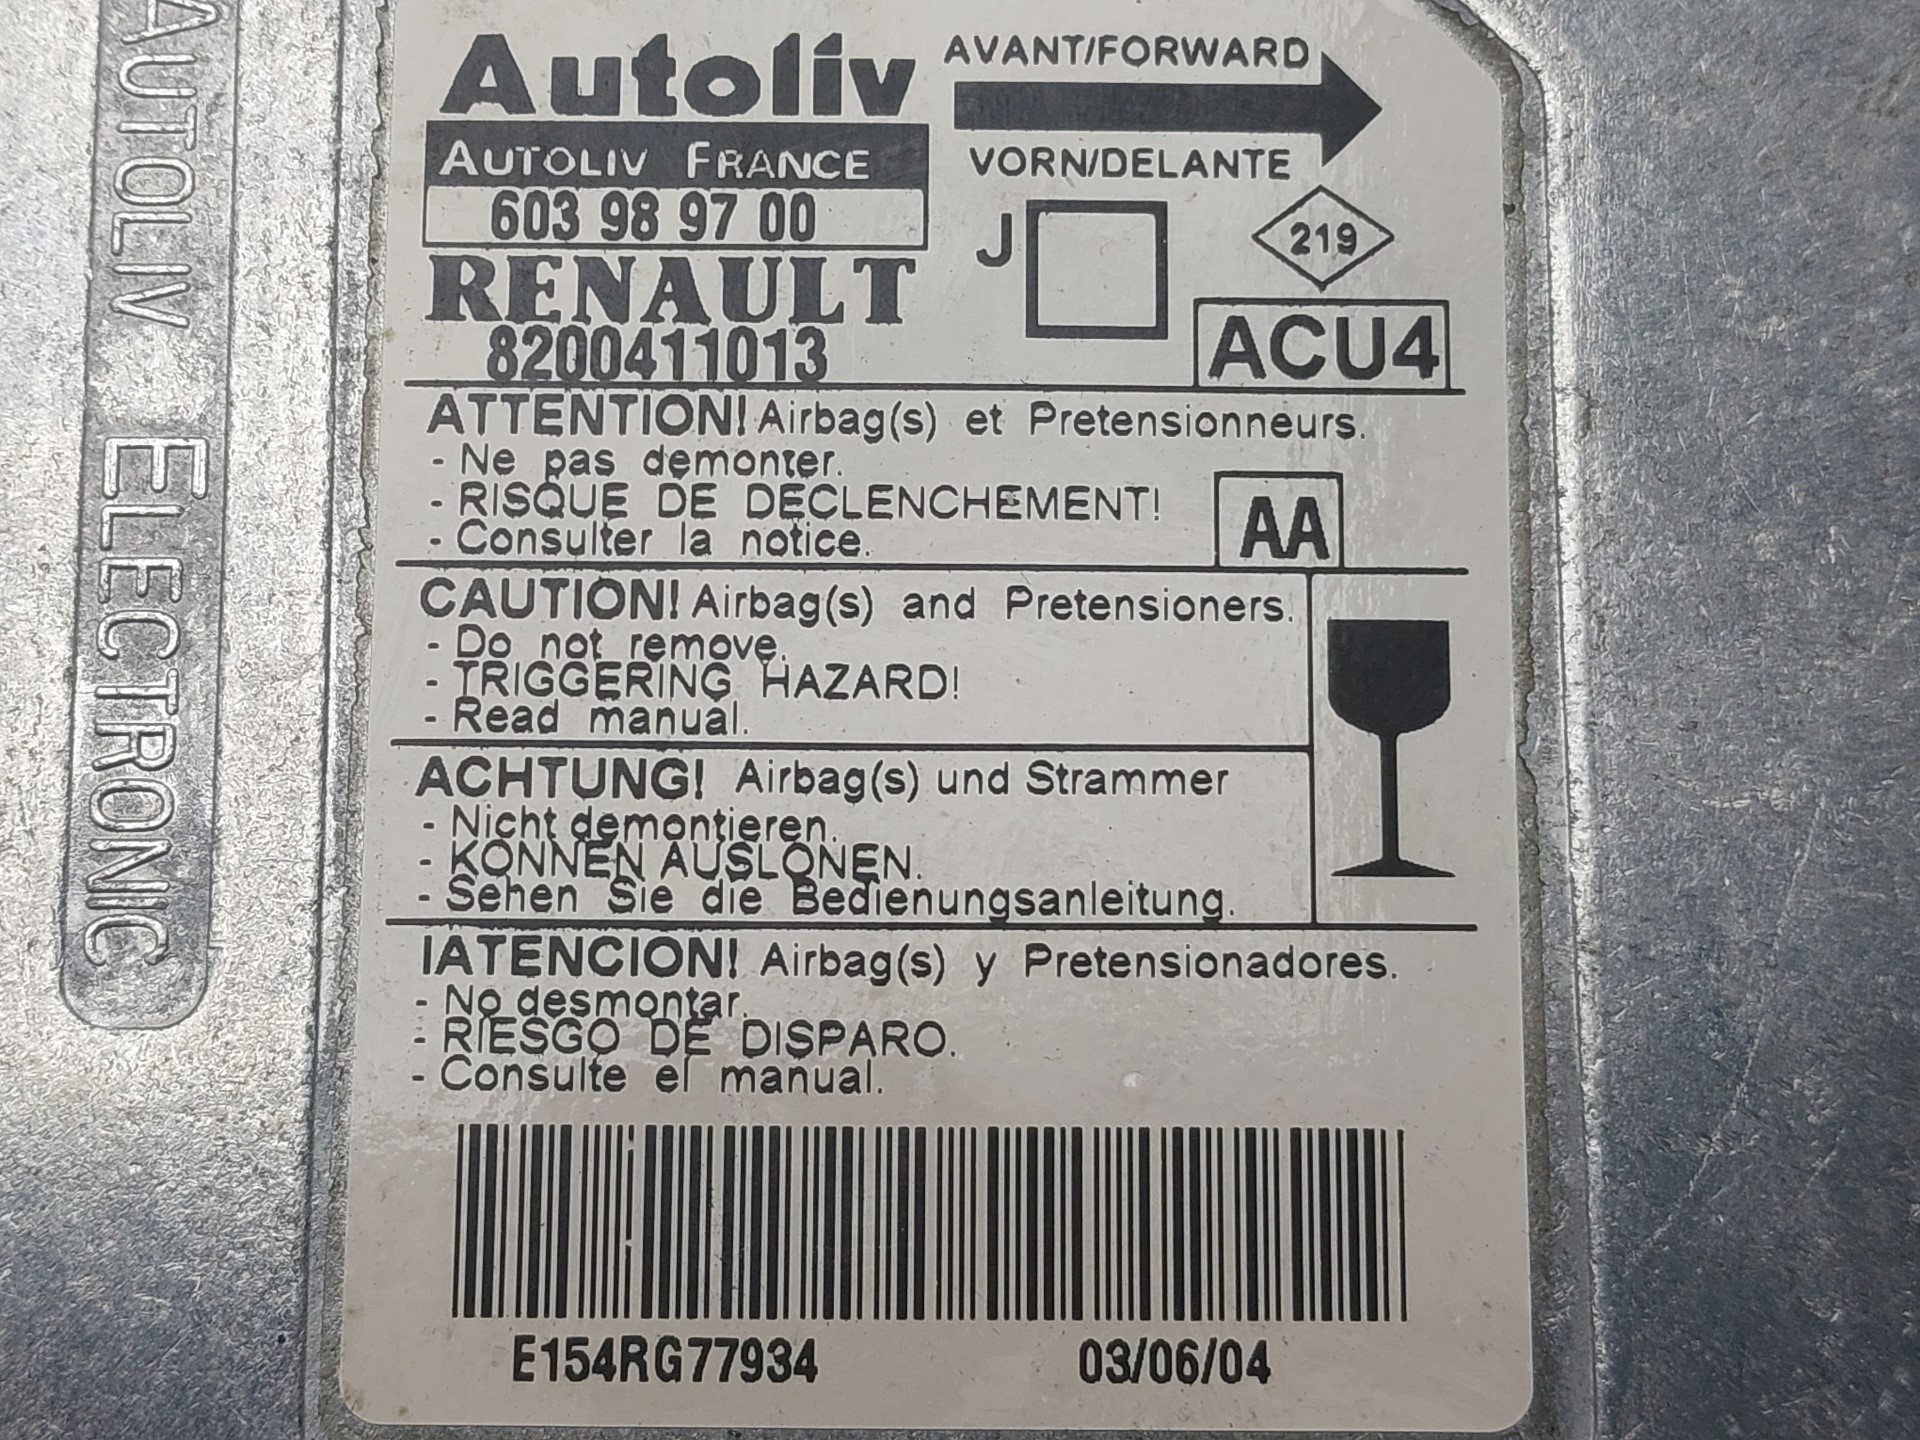 AUTOLIV ELECTRONIC
Autoliv
AVANT/FORWARD
AUTOLIV FRANCE
VORN/DELANTE
603 98 97 00
J
219
RENAULT
8200411013
ACU4
ATTENTION! Airbag(s) et Pretensionneurs.
- Ne pas demonter.
- RISQUE DE DECLENCHEMENT!
- Consulter la notice.
AA
CAUTION! Airbag(s) and Pretensioners.
- Do not remove.
- TRIGGERING HAZARD!
- Read manual.
ACHTUNG! Airbag(s) und Strammer
- Nicht demontieren.
- KONNEN AUSLONEN.
- Sehen Sie die Bedienungsanleitung.
IATENCION! Airbag(s) y Pretensionadores.
- No desmontar.
- RIESGO DE DISPARO.
- Consulte el manual.
E154RG77934
03/06/04